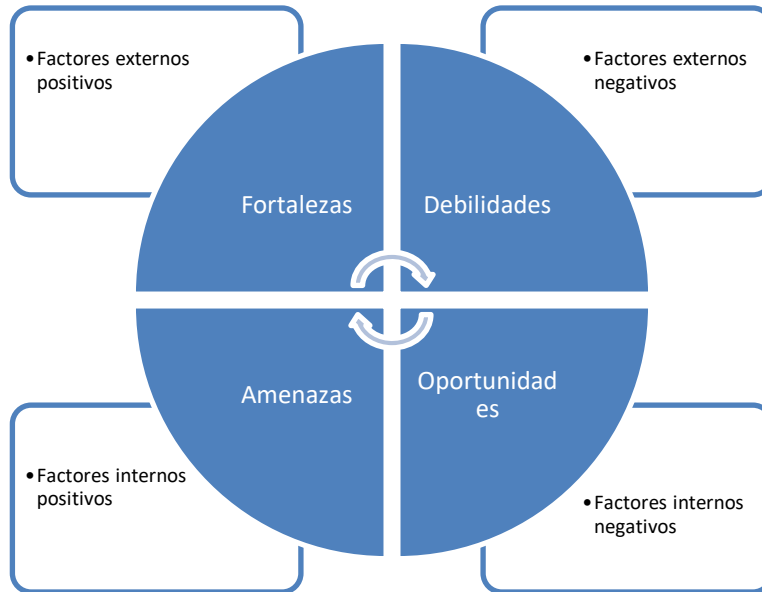 •Factores externos
positivos
•Factores externos
negativos
Fortalezas
Debilidades
Amenazas
Oportunidad
es
•Factores internos
positivos
•Factores internos
negativos